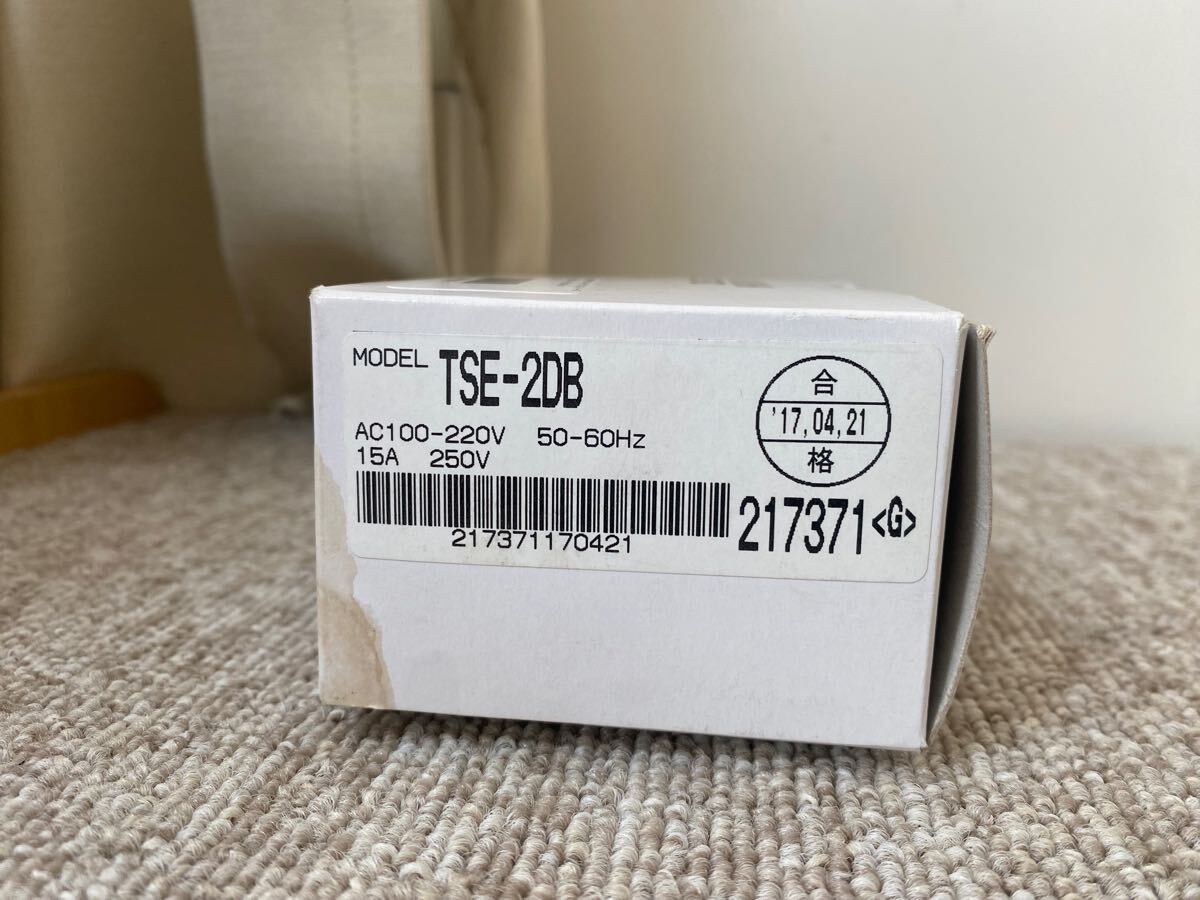 MODEL TSE-2DB
AC100-220V 50-60Hz
15A 250V
217371170421
217371<G>
合
'17,04,21
格